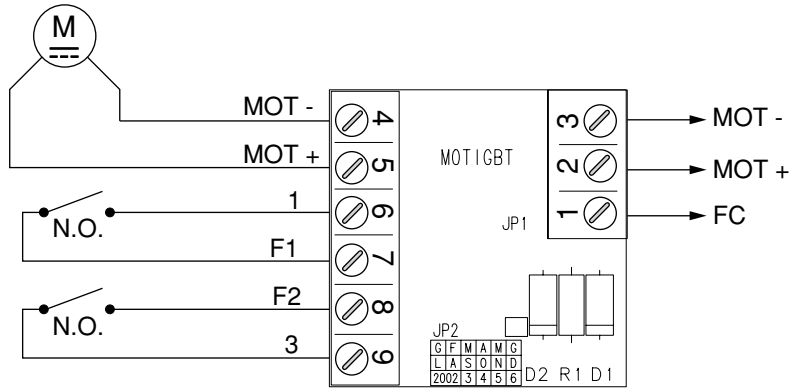 M
MOT -
MOT +
1
F1
F2
3
N.O.
N.O.
4
5
6
7
8
9
MOTIGBT
JP1
3
2
1
MOT -
MOT +
FC
JP2
G F M A M G
L A S O N D
2002 3 4 5 6
D2 R1 D1